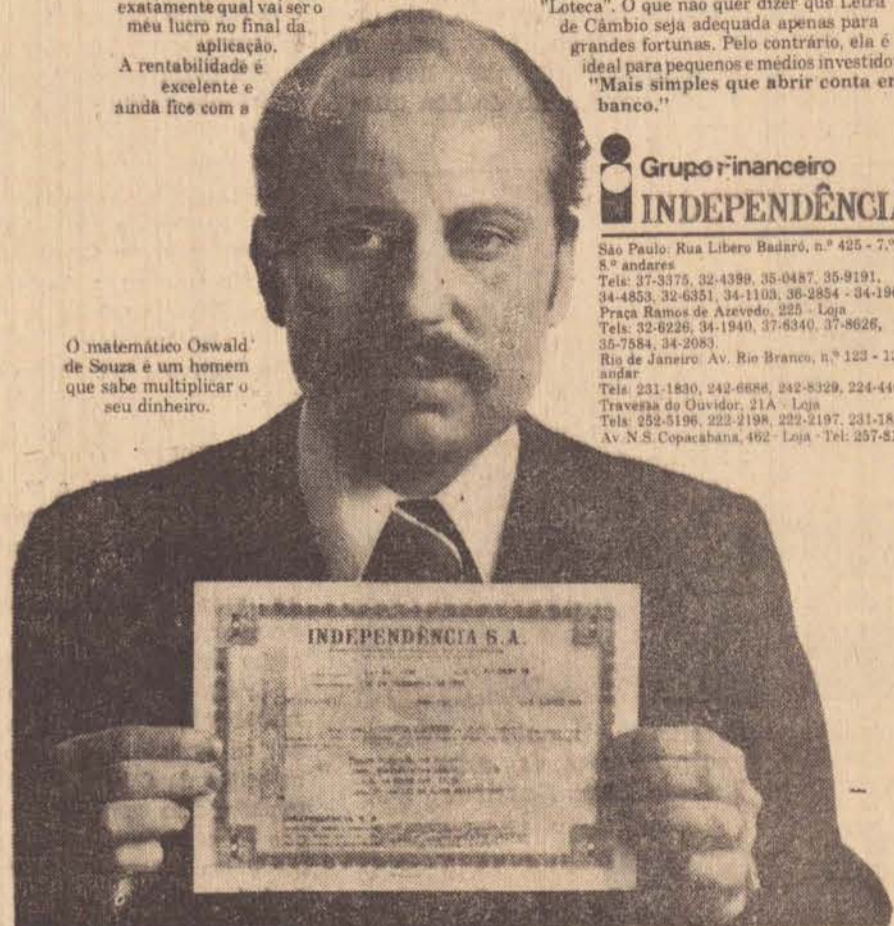 exatamente qual vai ser o
meu lucro no final da
aplicação.
A rentabilidade é
excelente e
ainda fico com a
"Loteca". O que não quer dizer que Letra
de Câmbio seja adequada apenas para
grandes fortunas. Pelo contrário, ela é
ideal para pequenos e médios investido
"Mais simples que abrir conta em
banco."
Grupo Financeiro
INDEPENDÊNCIA
São Paulo: Rua Libero Badaró, n.º 425 - 7.º
8.º andares
Tels: 37-3375, 32-4399, 35-0487, 35-9191,
34-4853, 32-6351, 34-1103, 36-2854 - 34-196
Praça Ramos de Azevedo, 225 - Loja
Tels: 32-6226, 34-1940, 37-6340, 37-8626,
35-7584, 34-2083.
Rio de Janeiro: Av. Rio Branco, n.º 123 - 12
andar
Tels: 231-1830, 242-6686, 242-8329, 224-44
Travessa do Ouvidor, 21A - Loja
Tels: 252-5196, 222-2198, 222-2197, 231-18
Av. N.S. Copacabana, 462 - Loja - Tel: 257-8
O matemático Oswald
de Souza é um homem
que sabe multiplicar o
seu dinheiro.
INDEPENDÊNCIA S.A.